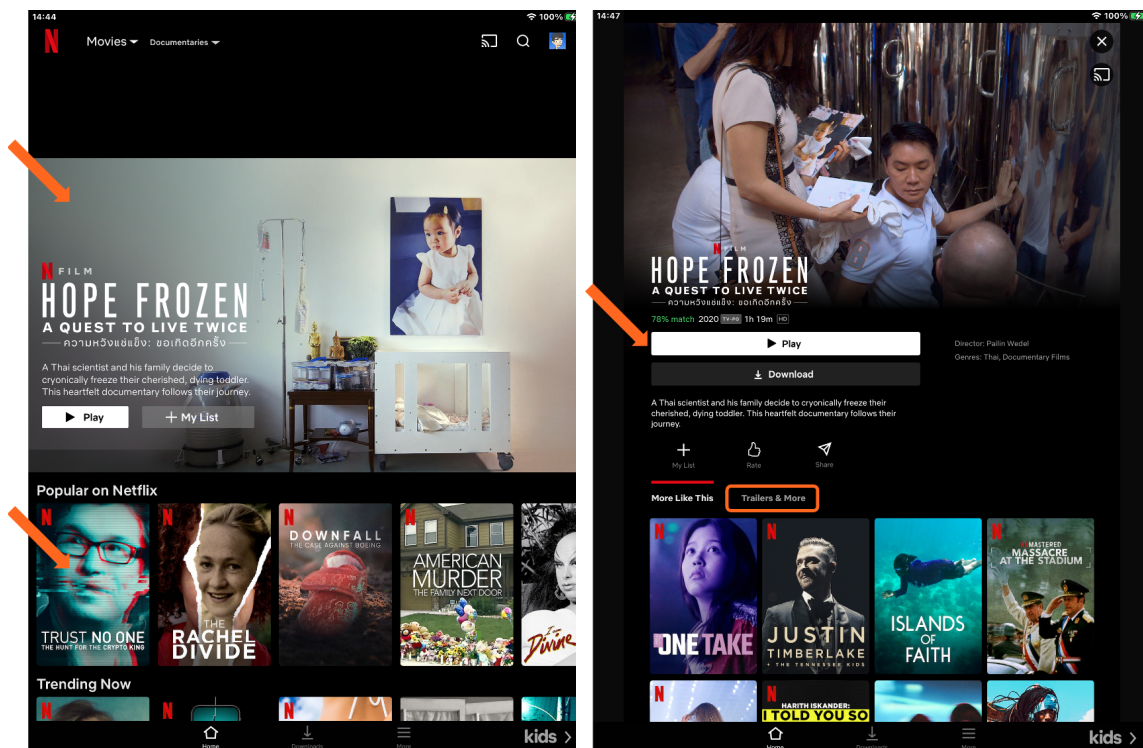 14:44
100%
N
Movies
Documentaries
N FILM
HOPE FROZEN
A QUEST TO LIVE TWICE
ความหวังแช่แข็ง: ขอเกิดอีกครั้ง
A Thai scientist and his family decide to
cryonically freeze their cherished, dying toddler.
This heartfelt documentary follows their journey.
Play
+ My List
Popular on Netflix
N
TRUST NO ONE
THE HUNT FOR THE CRYPTO KING
N
THE
RACHEL
DIVIDE
N
DOWNFALL
THE CASE AGAINST BOEING
N
AMERICAN
MURDER
THE FAMILY NEXT DOOR
I'm
Divine
Trending Now
N
N
N
Home
Downloads
More
kids >
14:47
100%
N FILM
HOPE FROZEN
A QUEST TO LIVE TWICE
ความหวังแช่แข็ง: ขอเกิดอีกครั้ง
78% match 2020 TV-PG 1h 19m HD
Play
Download
Director: Pailin Wedel
Genres: Thai, Documentary Films
A Thai scientist and his family decide to cryonically freeze their
cherished, dying toddler. This heartfelt documentary follows their
journey.
My List
Rate
Share
More Like This
Trailers & More
N
ONE TAKE
N
JUSTIN
TIMBERLAKE
+ THE TENNESSEE KIDS
ISLANDS
OF
FAITH
N
REMASTERED
MASSACRE
AT THE STADIUM
N
N
HARITH ISKANDER:
I TOLD YOU SO
Home
Downloads
More
kids >